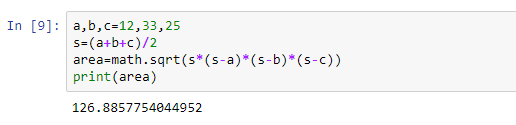 In [9]: a,b,c=12,33,25
s=(a+b+c)/2
area=math.sqrt(s*(s-a)*(s-b)*(s-c))
print(area)
126.8857754044952